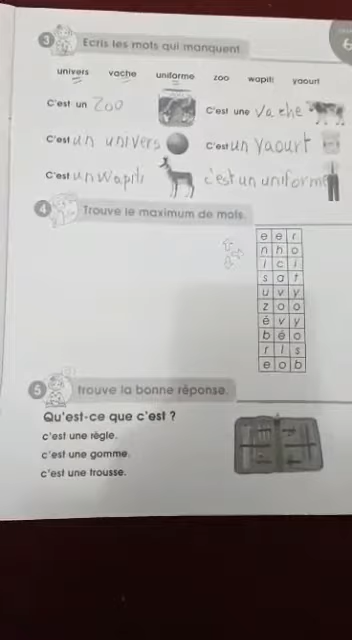 3 Ecris les mots qui manquent
6
univers vache uniforme zoo wapiti yaourt
C'est un zoo
C'est une vache
C'est un univers
C'est un yaourt
C'est un wapiti
c'est un uniforme
4 Trouve le maximum de mots.
e e r
n h o
i c i
s a t
u v y
z o o
é v y
b é o
r i s
e o b
5 trouve la bonne réponse.
Qu'est-ce que c'est ?
c'est une règle.
c'est une gomme.
c'est une trousse.